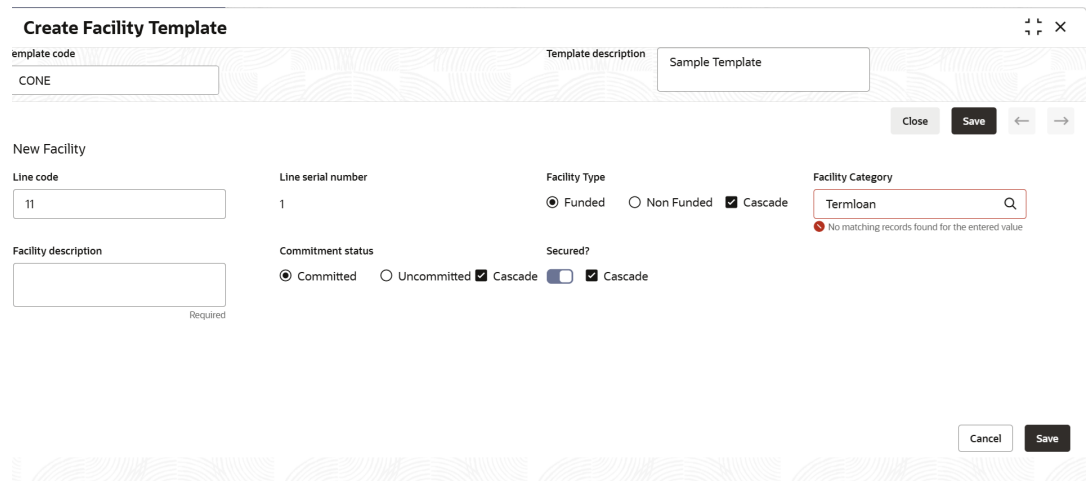 Create Facility Template
emplate code
Template description
CONE
Sample Template
Close
Save
New Facility
Line code
Line serial number
Facility Type
Facility Category
11
1
Funded
Non Funded
Cascade
Termloan
No matching records found for the entered value
Facility description
Commitment status
Secured?
Committed
Uncommitted
Cascade
Cascade
Required
Cancel
Save